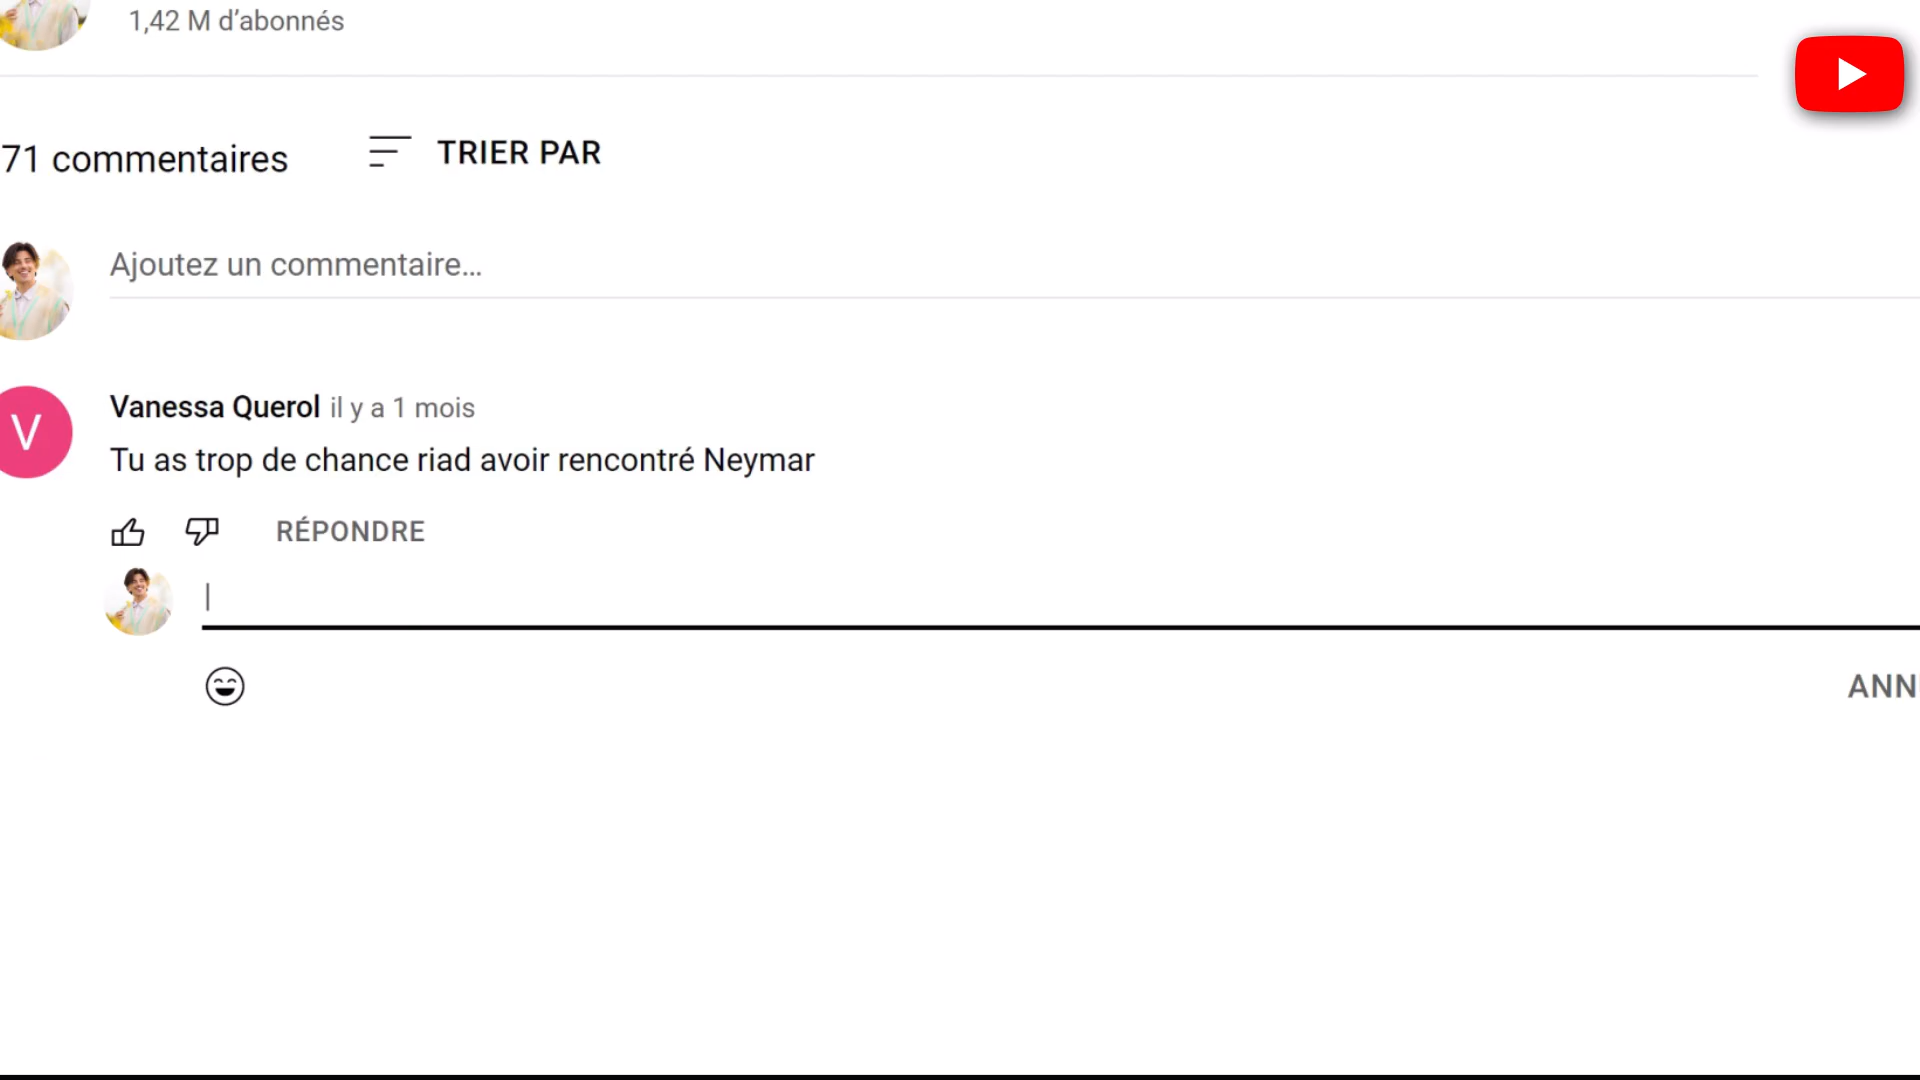 1,42 M d’abonnés
71 commentaires
TRIER PAR
Ajoutez un commentaire...
V
Vanessa Querol il y a 1 mois
Tu as trop de chance riad avoir rencontré Neymar
RÉPONDRE
ANN